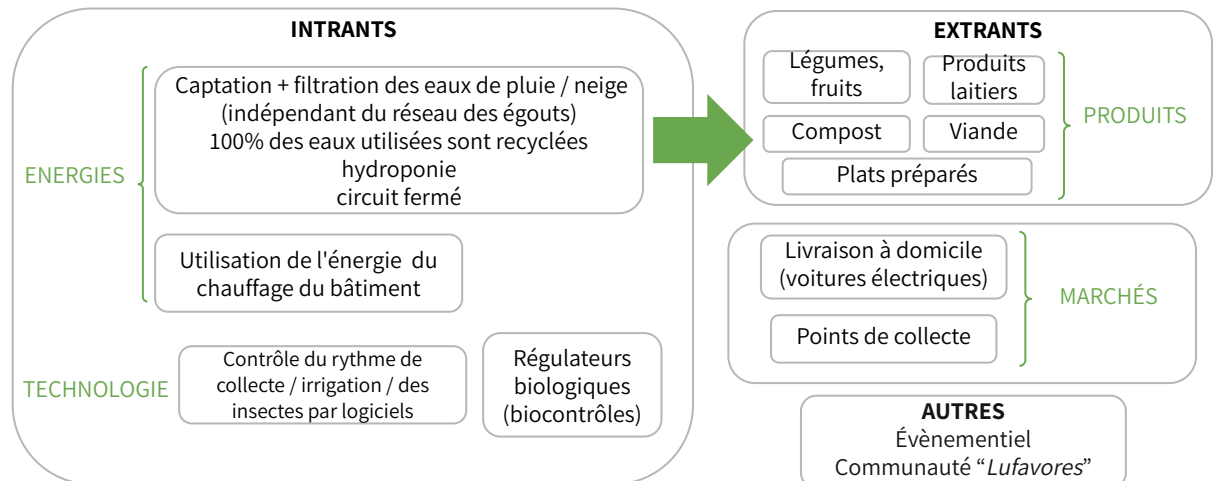 INTRANTS
ENERGIES
Captation + filtration des eaux de pluie / neige
(indépendant du réseau des égouts)
100% des eaux utilisées sont recyclées
hydroponie
circuit fermé
Utilisation de l'énergie du
chauffage du bâtiment
TECHNOLOGIE
Contrôle du rythme de
collecte / irrigation / des
insectes par logiciels
Régulateurs
biologiques
(biocontrôles)
EXTRANTS
Légumes,
fruits
Produits
laitiers
Compost
Viande
Plats préparés
PRODUITS
Livraison à domicile
(voitures électriques)
Points de collecte
MARCHÉS
AUTRES
Évènementiel
Communauté “Lufavores”